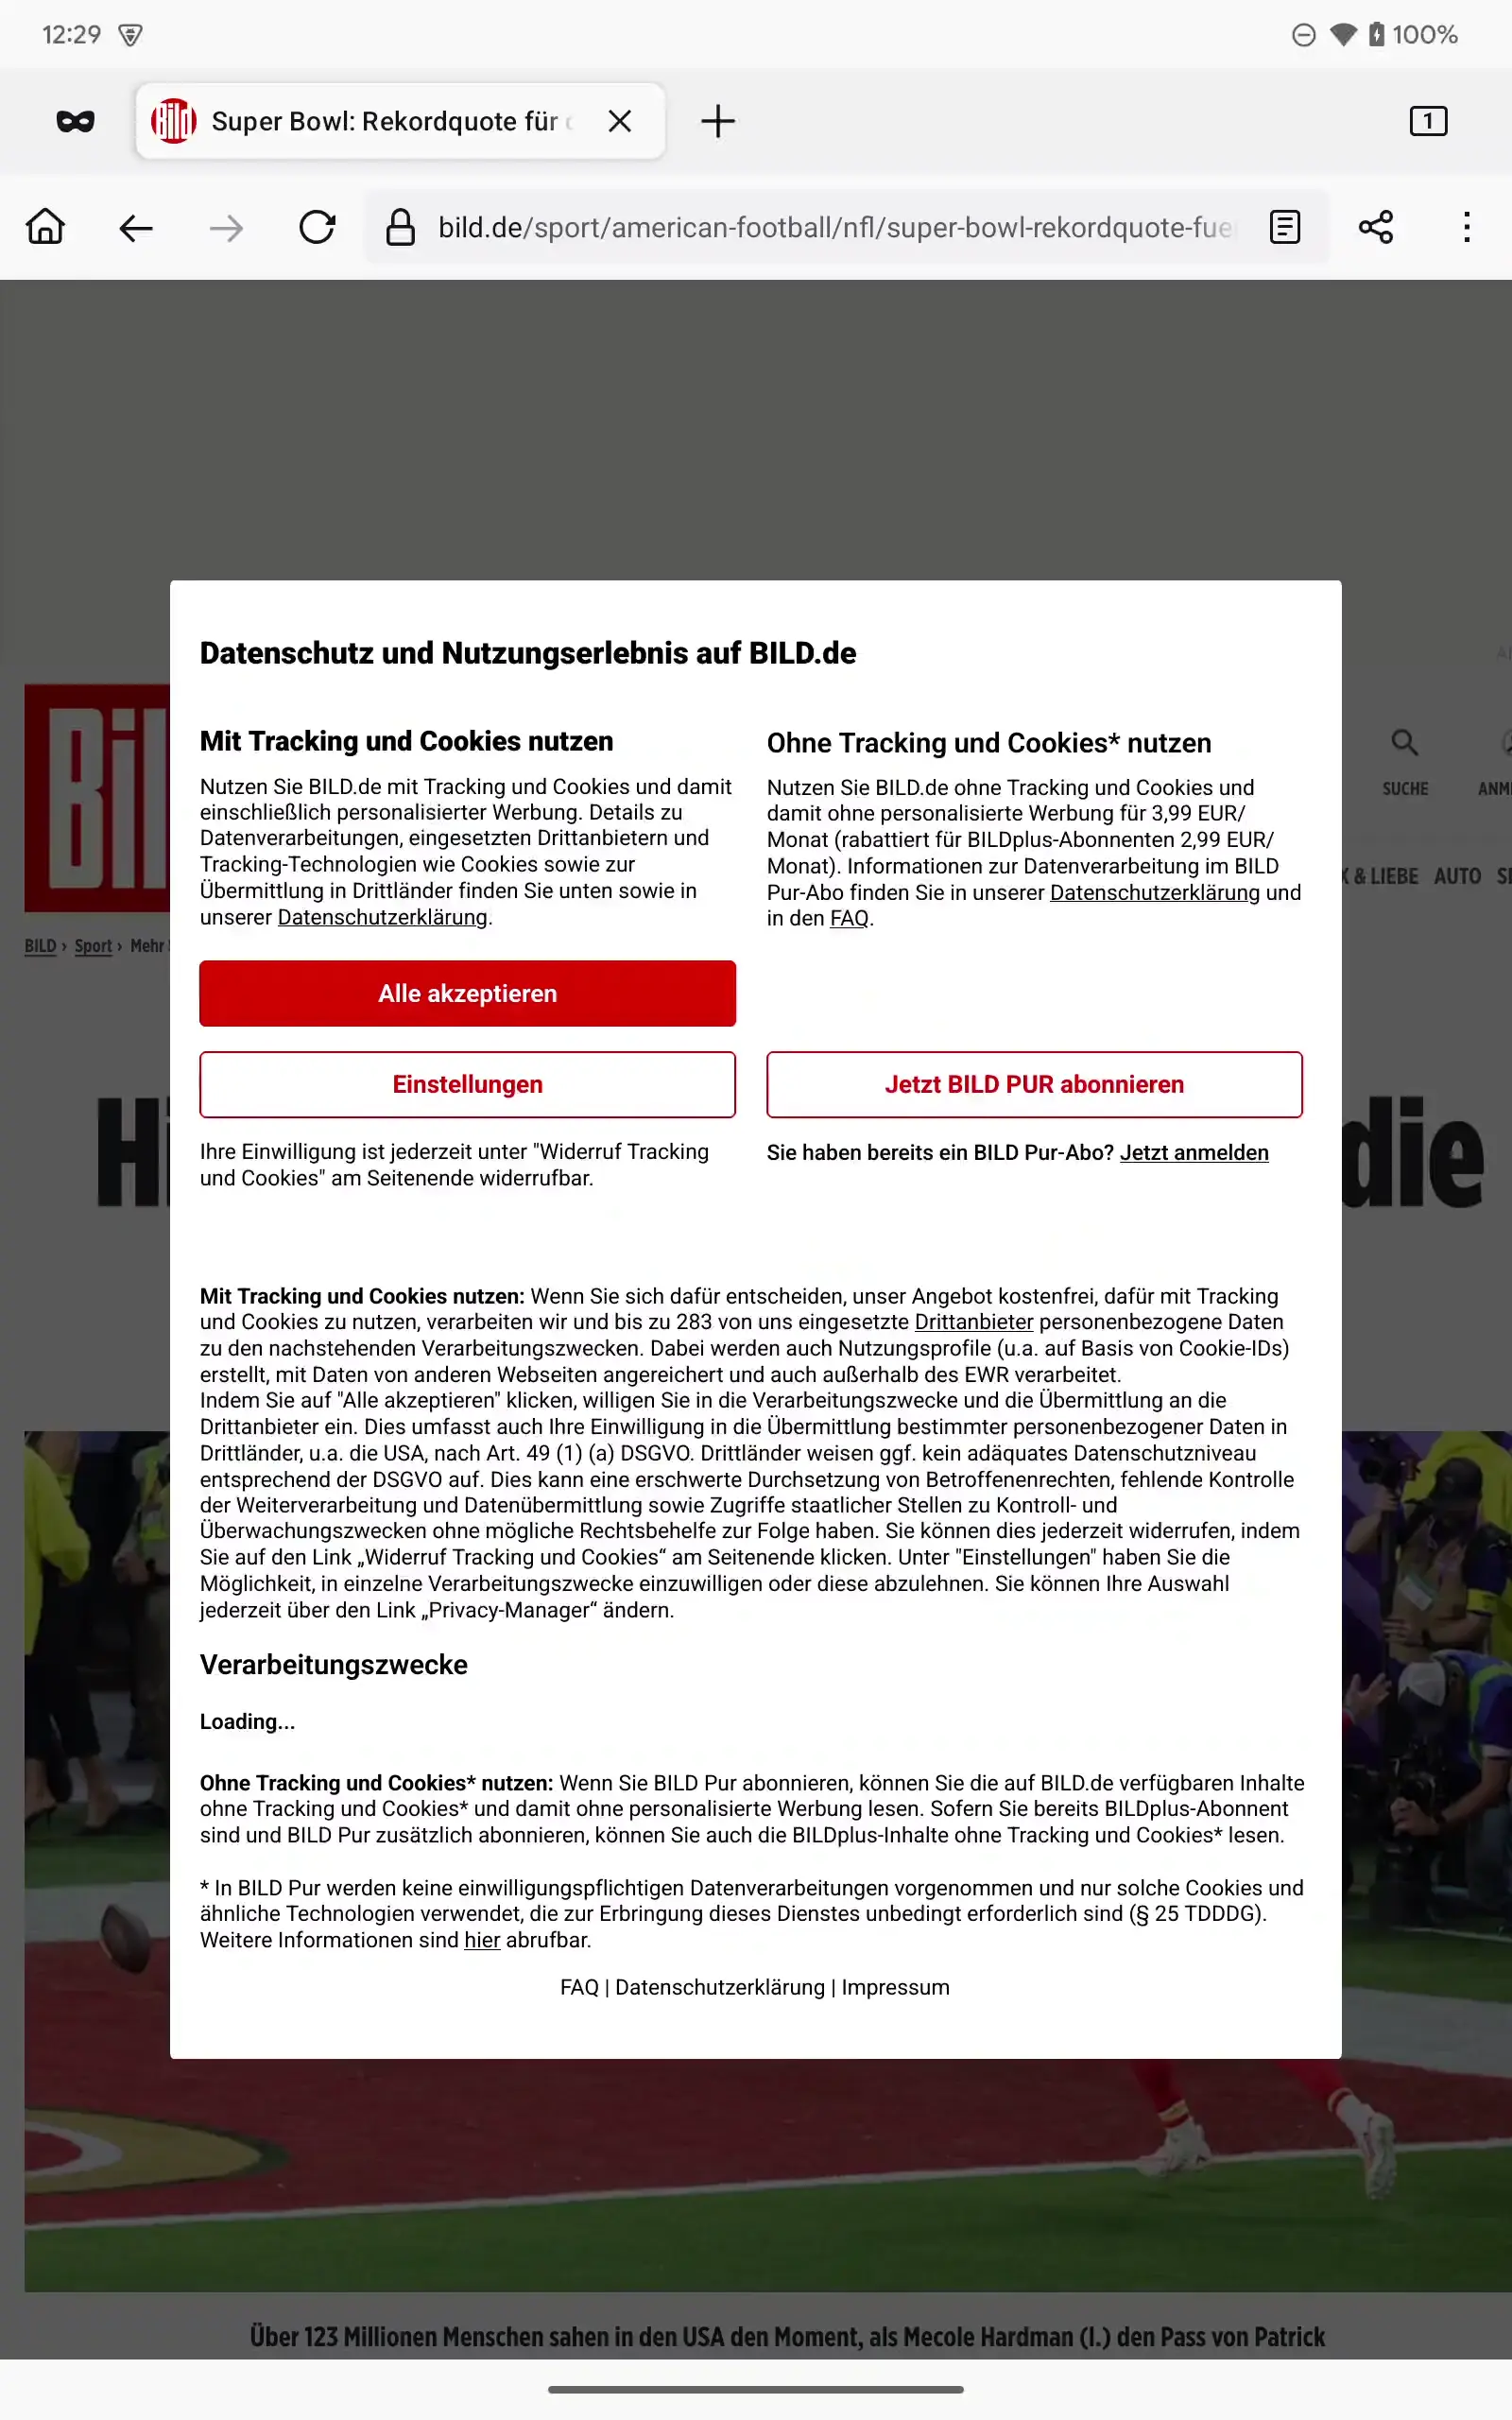 12:29
100%
Bild
Super Bowl: Rekordquote für
1
bild.de/sport/american-football/nfl/super-bowl-rekordquote-fue
Datenschutz und Nutzungserlebnis auf BILD.de
Mit Tracking und Cookies nutzen
Nutzen Sie BILD.de mit Tracking und Cookies und damit
einschließlich personalisierter Werbung. Details zu
Datenverarbeitungen, eingesetzten Drittanbietern und
Tracking-Technologien wie Cookies sowie zur
Übermittlung in Drittländer finden Sie unten sowie in
unserer Datenschutzerklärung.
Alle akzeptieren
Einstellungen
Ihre Einwilligung ist jederzeit unter "Widerruf Tracking
und Cookies" am Seitenende widerrufbar.
Ohne Tracking und Cookies* nutzen
Nutzen Sie BILD.de ohne Tracking und Cookies und
damit ohne personalisierte Werbung für 3,99 EUR/
Monat (rabattiert für BILDplus-Abonnenten 2,99 EUR/
Monat). Informationen zur Datenverarbeitung im BILD
Pur-Abo finden Sie in unserer Datenschutzerklärung und
in den FAQ.
Jetzt BILD PUR abonnieren
Sie haben bereits ein BILD Pur-Abo? Jetzt anmelden
Mit Tracking und Cookies nutzen: Wenn Sie sich dafür entscheiden, unser Angebot kostenfrei, dafür mit Tracking
und Cookies zu nutzen, verarbeiten wir und bis zu 283 von uns eingesetzte Drittanbieter personenbezogene Daten
zu den nachstehenden Verarbeitungszwecken. Dabei werden auch Nutzungsprofile (u.a. auf Basis von Cookie-IDs)
erstellt, mit Daten von anderen Webseiten angereichert und auch außerhalb des EWR verarbeitet.
Indem Sie auf "Alle akzeptieren" klicken, willigen Sie in die Verarbeitungszwecke und die Übermittlung an die
Drittanbieter ein. Dies umfasst auch Ihre Einwilligung in die Übermittlung bestimmter personenbezogener Daten in
Drittländer, u.a. die USA, nach Art. 49 (1) (a) DSGVO. Drittländer weisen ggf. kein adäquates Datenschutzniveau
entsprechend der DSGVO auf. Dies kann eine erschwerte Durchsetzung von Betroffenenrechten, fehlende Kontrolle
der Weiterverarbeitung und Datenübermittlung sowie Zugriffe staatlicher Stellen zu Kontroll- und
Überwachungszwecken ohne mögliche Rechtsbehelfe zur Folge haben. Sie können dies jederzeit widerrufen, indem
Sie auf den Link „Widerruf Tracking und Cookies“ am Seitenende klicken. Unter "Einstellungen" haben Sie die
Möglichkeit, in einzelne Verarbeitungszwecke einzuwilligen oder diese abzulehnen. Sie können Ihre Auswahl
jederzeit über den Link „Privacy-Manager“ ändern.
Verarbeitungszwecke
Loading...
Ohne Tracking und Cookies* nutzen: Wenn Sie BILD Pur abonnieren, können Sie die auf BILD.de verfügbaren Inhalte
ohne Tracking und Cookies* und damit ohne personalisierte Werbung lesen. Sofern Sie bereits BILDplus-Abonnent
sind und BILD Pur zusätzlich abonnieren, können Sie auch die BILDplus-Inhalte ohne Tracking und Cookies* lesen.
* In BILD Pur werden keine einwilligungspflichtigen Datenverarbeitungen vorgenommen und nur solche Cookies und
ähnliche Technologien verwendet, die zur Erbringung dieses Dienstes unbedingt erforderlich sind (§ 25 TDDDG).
Weitere Informationen sind hier abrufbar.
FAQ | Datenschutzerklärung | Impressum
Bil
SUCHE
ANM
& LIEBE AUTO
BILD › Sport › Mehr
Hi
die
Über 123 Millionen Menschen sahen in den USA den Moment, als Mecole Hardman (l.) den Pass von Patrick